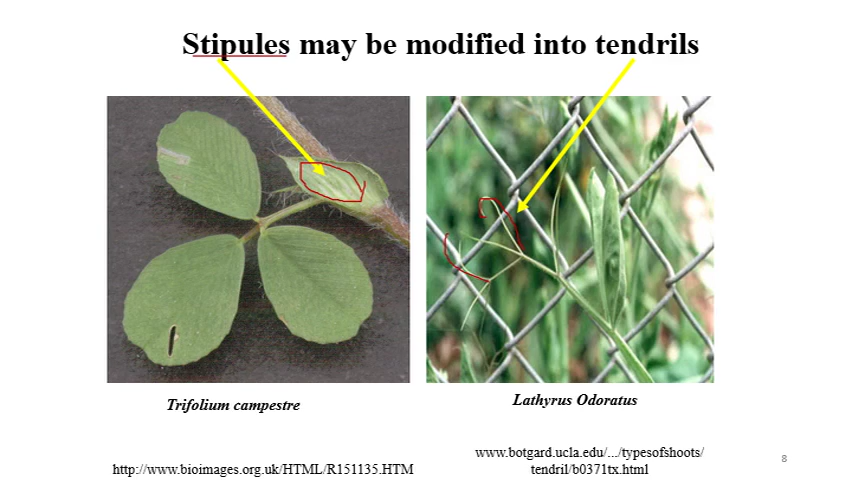 Stipules may be modified into tendrils
Trifolium campestre
Lathyrus Odoratus
http://www.bioimages.org.uk/HTML/R151135.HTM
www.botgard.ucla.edu/.../typesofshoots/
tendril/b0371tx.html
8